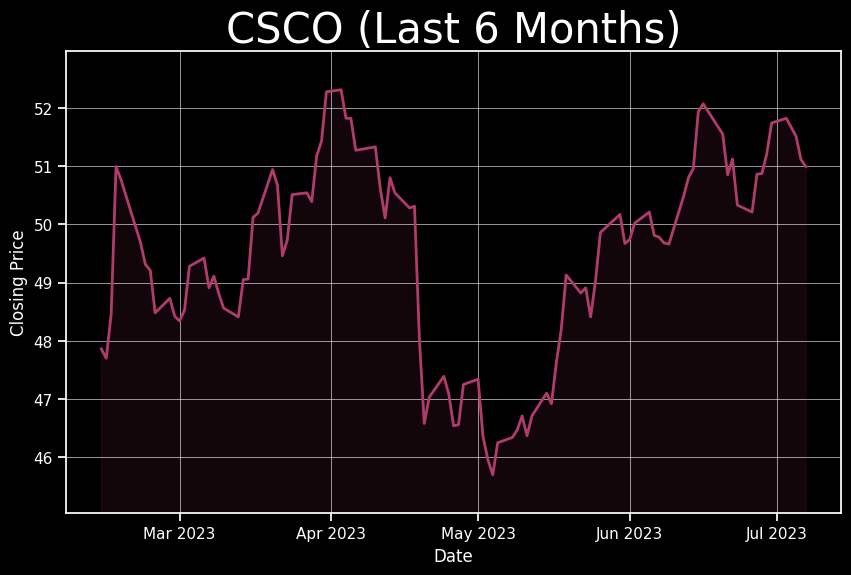 CSCO (Last 6 Months)
Closing Price
52
51
50
49
48
47
46
Mar 2023
Apr 2023
May 2023
Jun 2023
Jul 2023
Date